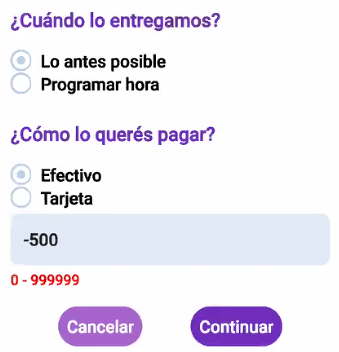 ¿Cuándo lo entregamos?
Lo antes posible
Programar hora
¿Cómo lo querés pagar?
Efectivo
Tarjeta
-500
0 - 999999
Cancelar
Continuar